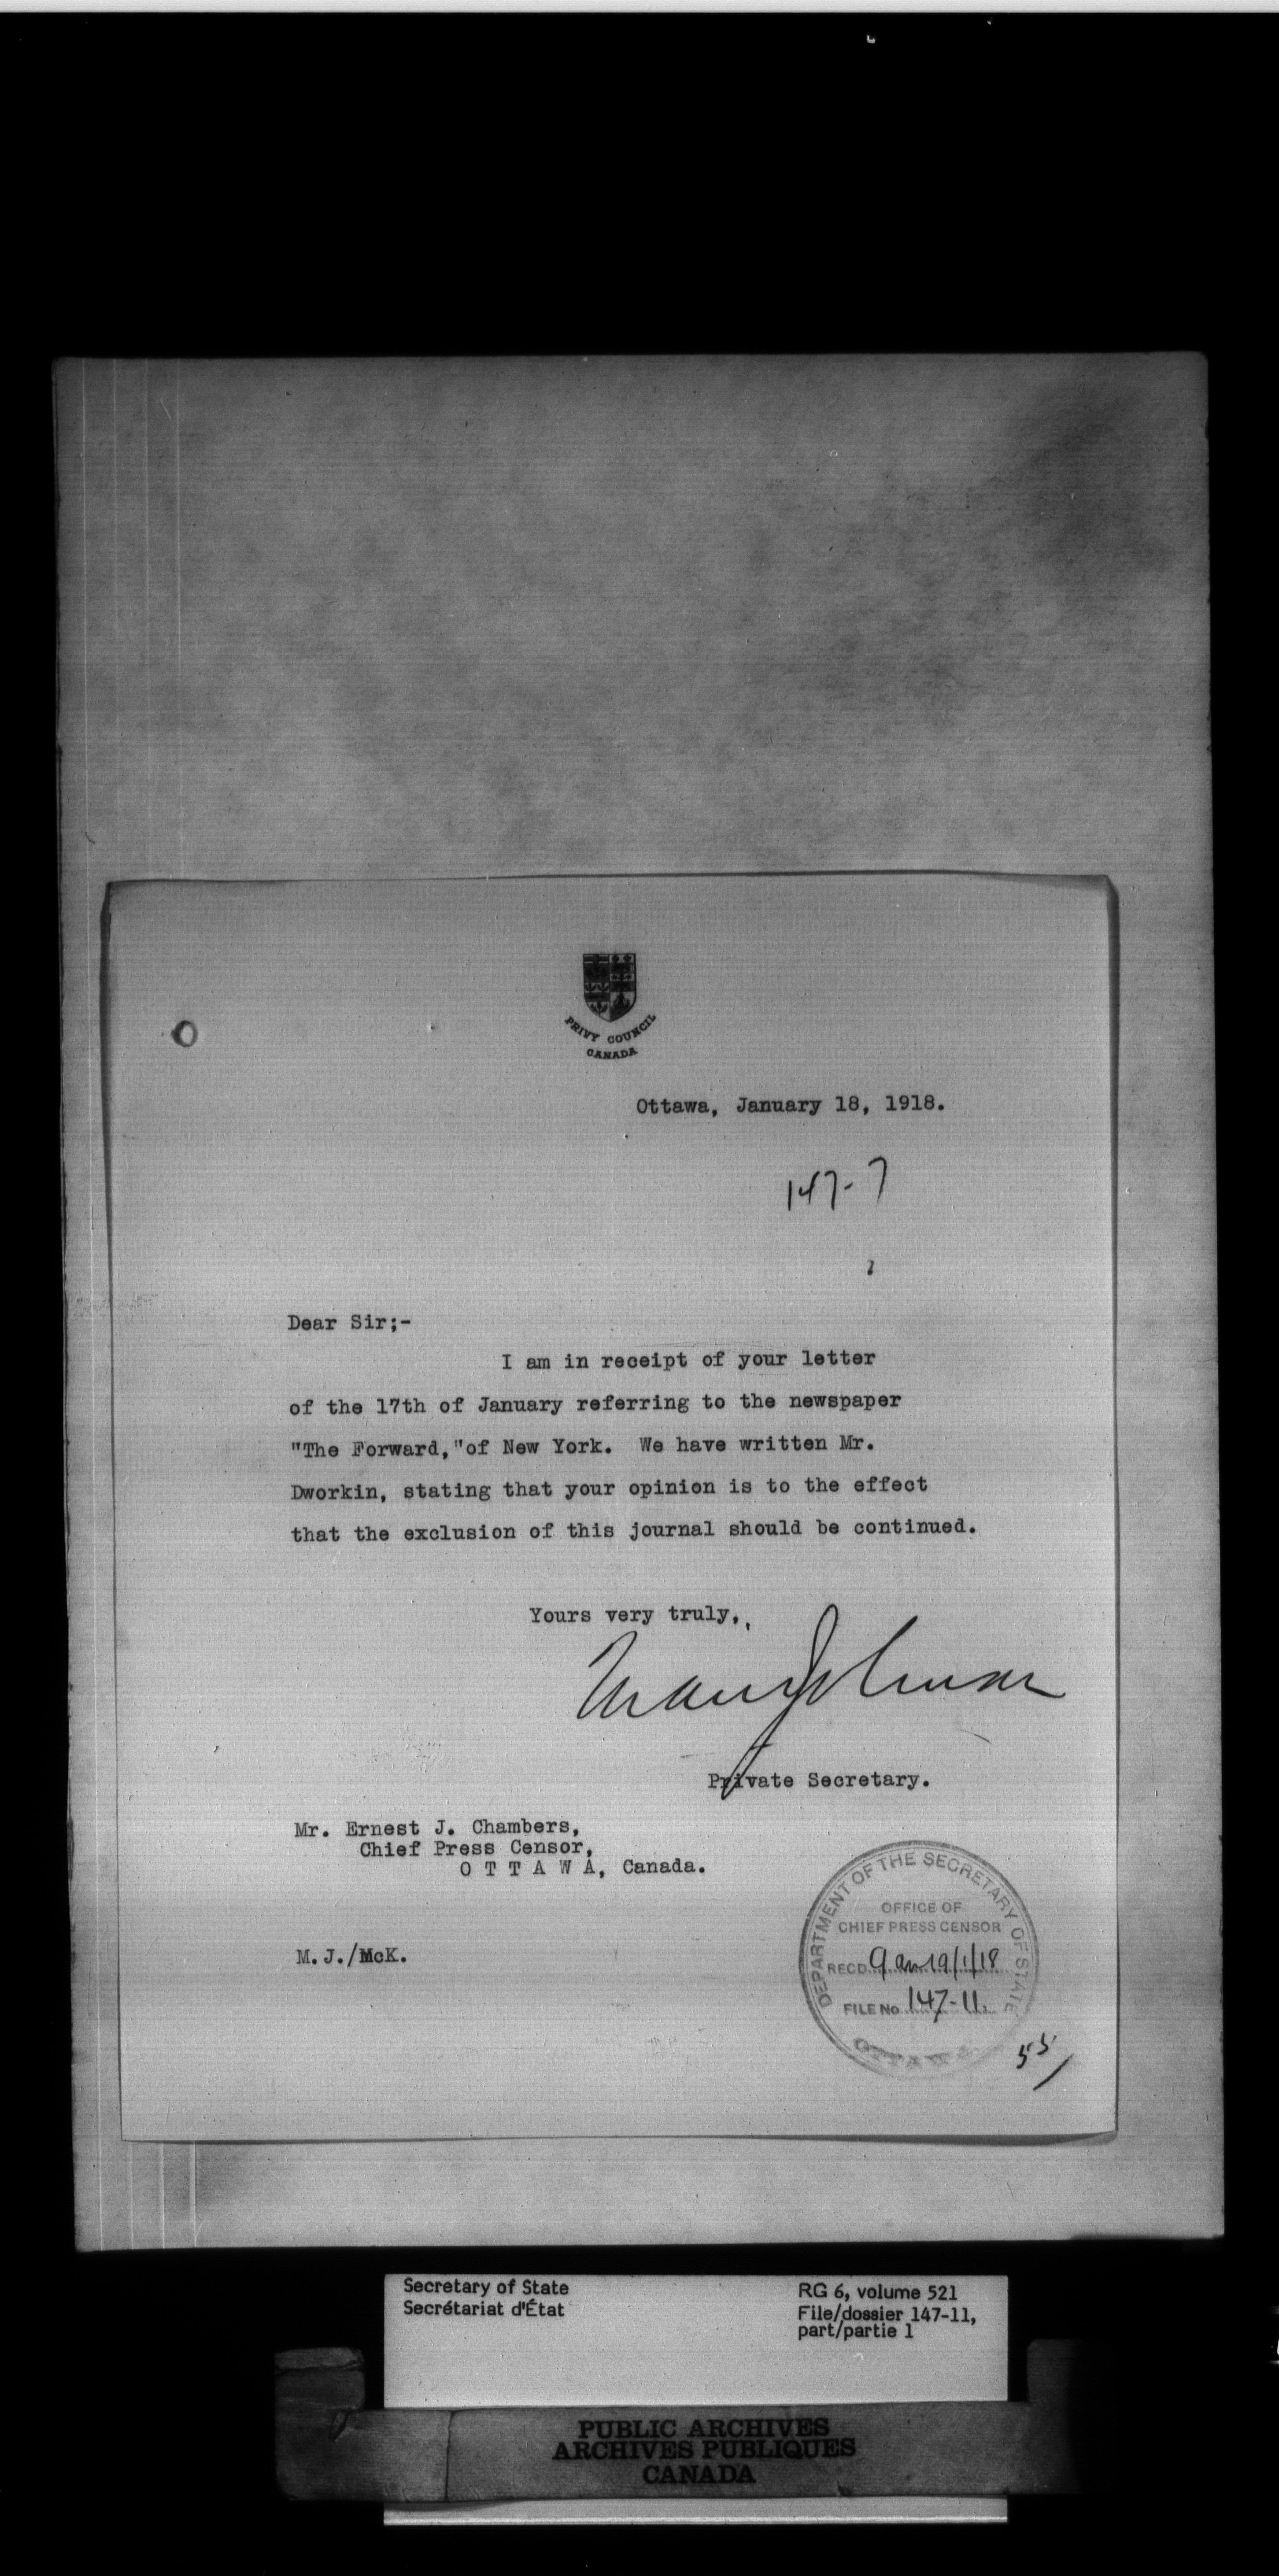 PRIVY COUNCIL
CANADA
Ottawa, January 18, 1918.
147-7
Dear Sir;-
I am in receipt of your letter
of the 17th of January referring to the newspaper
"The Forward,"of New York. We have written Mr.
Dworkin, stating that your opinion is to the effect
that the exclusion of this journal should be continued.
Yours very truly,,
Private Secretary.
Mr. Ernest J. Chambers,
Chief Press Censor,
O T T A W A, Canada.
M.J./McK.
DEPARTMENT OF THE SECRETARY OF STATE
OFFICE OF
CHIEF PRESS CENSOR
RECD 9 am 19/1/18
FILE No 147-11.
OTTAWA.
55/
Secretary of State
Secrétariat d'État
RG 6, volume 521
File/dossier 147-11,
part/partie 1
PUBLIC ARCHIVES
ARCHIVES PUBLIQUES
CANADA